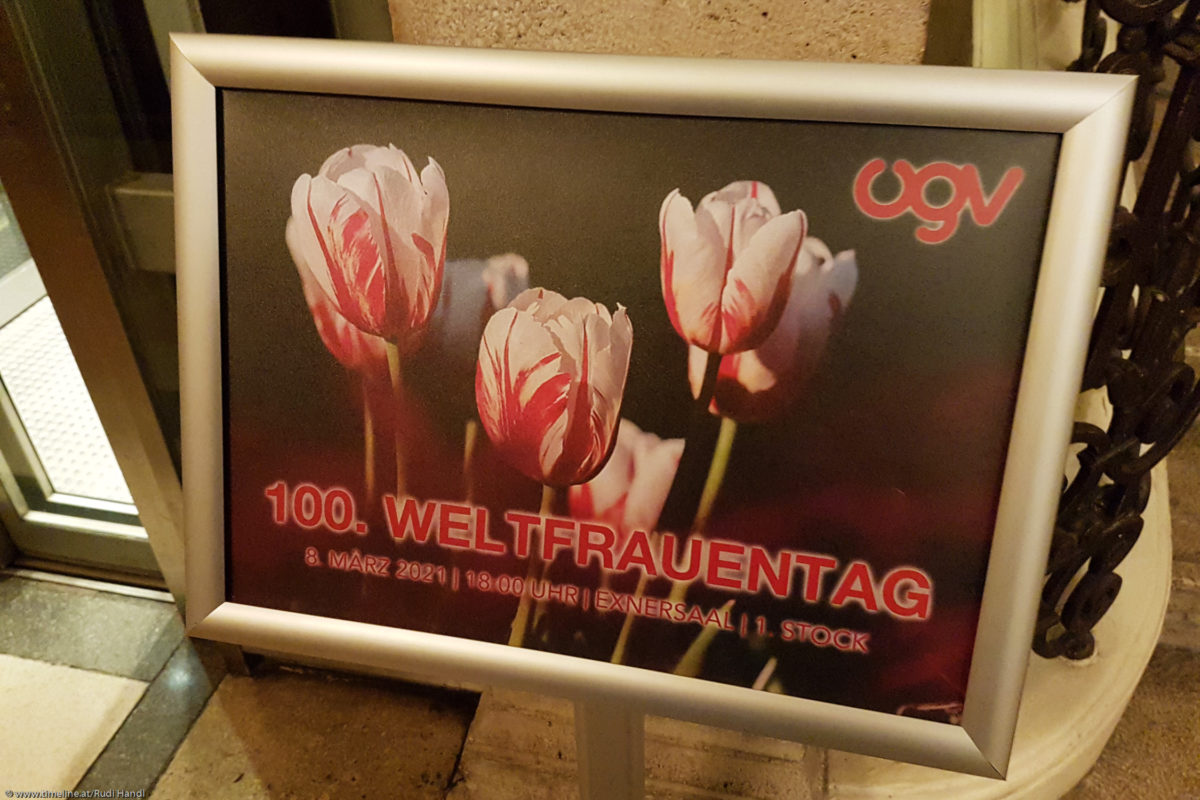 ögv
100. WELTFRAUENTAG
8. MÄRZ 2021 | 18:00 UHR | EXNERSAAL | 1. STOCK
© www.timeline.at/Rudi Handl